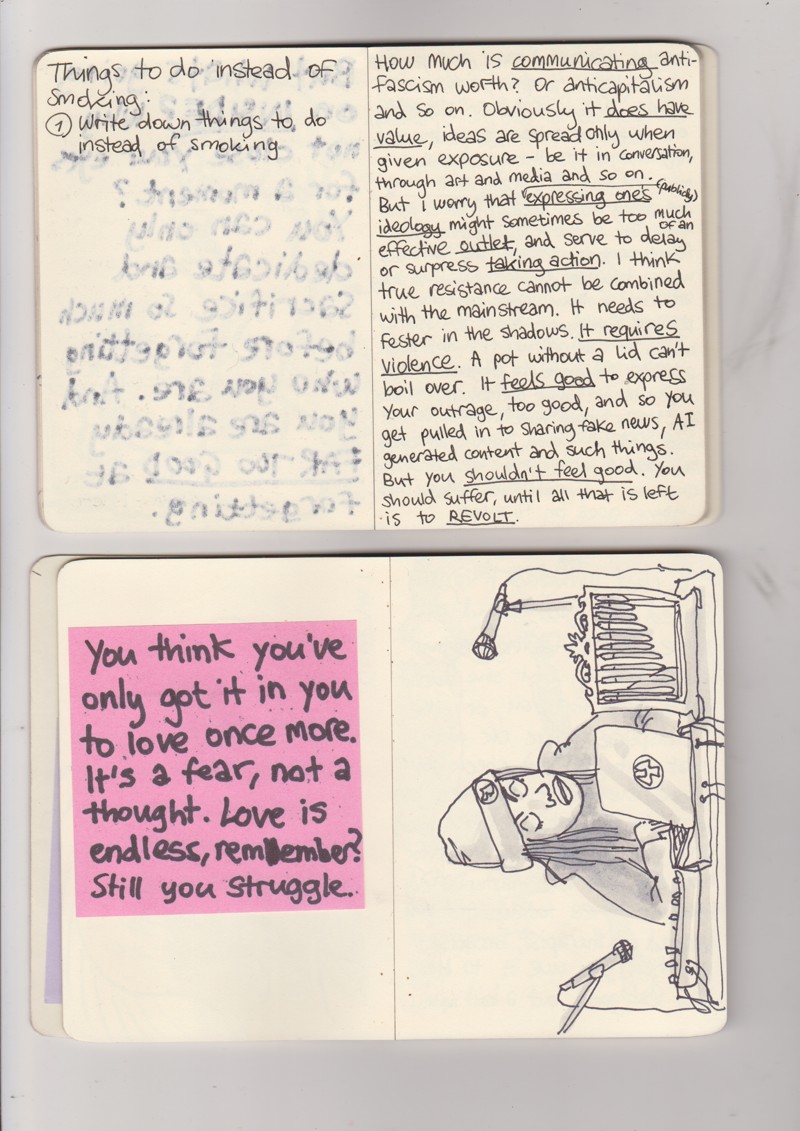 Things to do instead of
smoking:
1 Write down things to do
instead of smoking
How much is communicating anti-
fascism worth? Or anticapitalism
and so on. Obviously it does have
value, ideas are spread only when
given exposure - be it in conversation,
through art and media and so on.
But I worry that expressing one's (publicly)
ideology might sometimes be too much of an
effective outlet, and serve to delay
or surpress taking action. I think
true resistance cannot be combined
with the mainstream. It needs to
fester in the shadows. It requires
violence. A pot without a lid can't
boil over. It feels good to express
your outrage, too good, and so you
get pulled in to sharing fake news, AI
generated content and such things.
But you shouldn't feel good. You
should suffer, until all that is left
is to REVOLT.
You think you've
only got it in you
to love once more.
It's a fear, not a
thought. Love is
endless, remember?
Still you struggle.